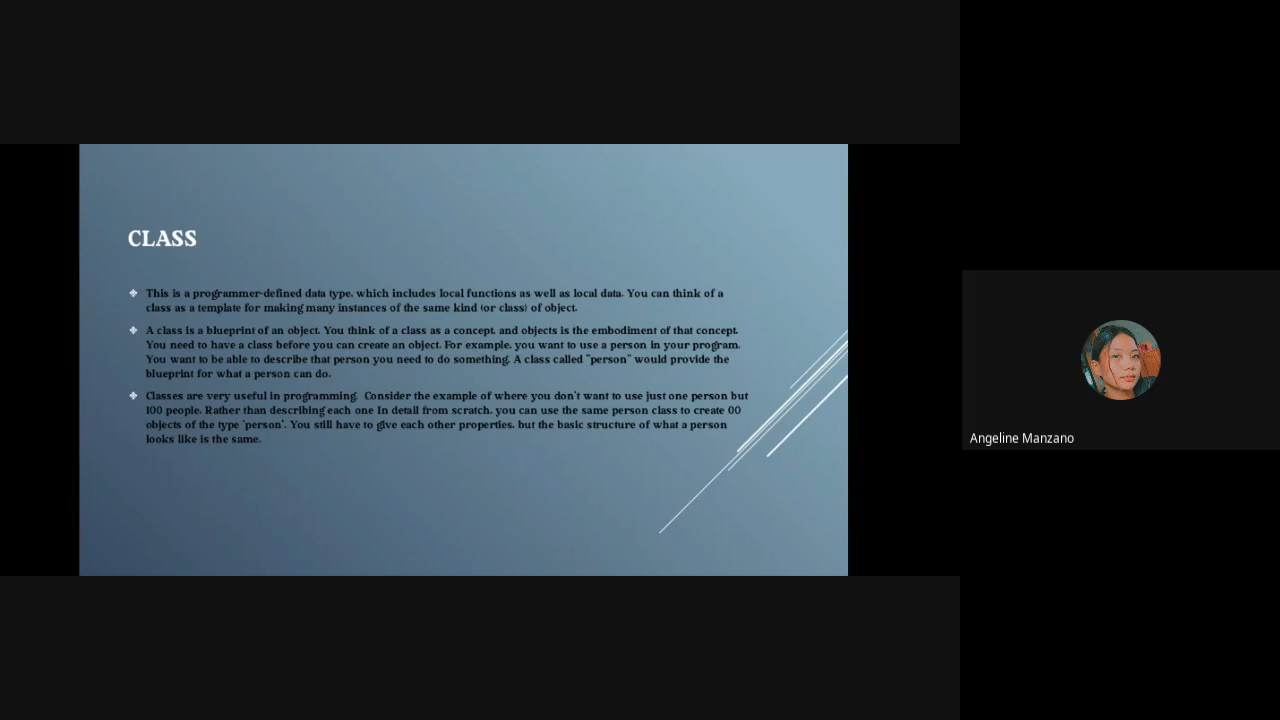 CLASS
This is a programmer-defined data type, which includes local functions as well as local data. You can think of a
class as a template for making many instances of the same kind (or class) of object.
A class is a blueprint of an object. You think of a class as a concept, and objects is the embodiment of that concept.
You need to have a class before you can create an object. For example, you want to use a person in your program.
You want to be able to describe that person you need to do something. A class called "person" would provide the
blueprint for what a person can do.
Classes are very useful in programming. Consider the example of where you don't want to use just one person but
100 people. Rather than describing each one In detail from scratch, you can use the same person class to create 00
objects of the type 'person'. You still have to give each other properties, but the basic structure of what a person
looks like is the same.
Angeline Manzano